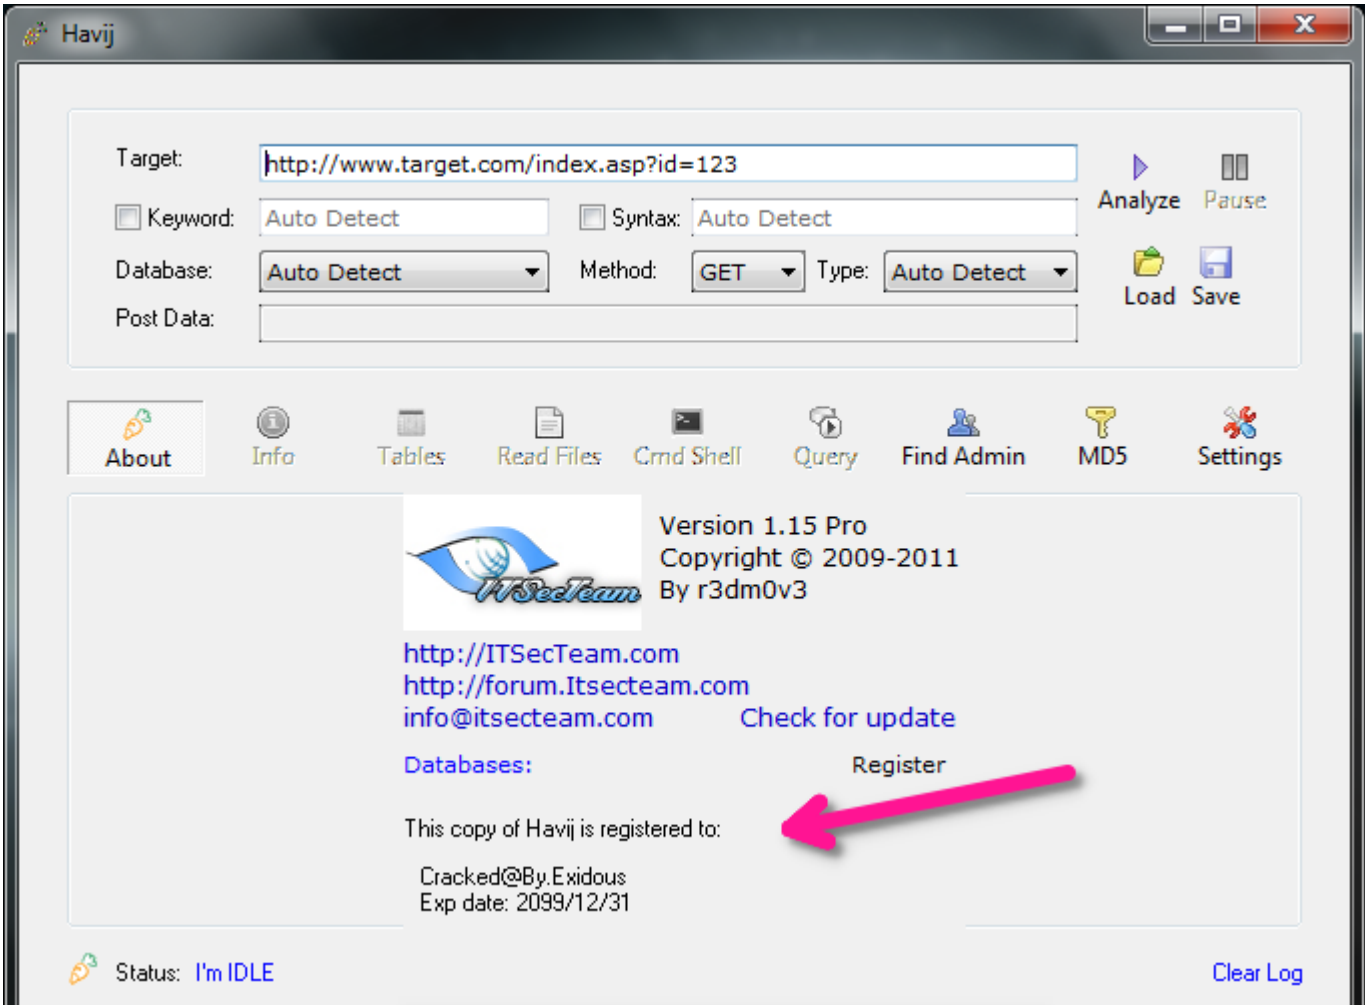 Havij
Target: http://www.target.com/index.asp?id=123
Analyze Pause
Keyword: Auto Detect Syntax: Auto Detect
Database: Auto Detect Method: GET Type: Auto Detect
Load Save
Post Data:
About Info Tables Read Files Cmd Shell Query Find Admin MD5 Settings
ITSecTeam
Version 1.15 Pro
Copyright © 2009-2011
By r3dm0v3
http://ITSecTeam.com
http://forum.Itsecteam.com
info@itsecteam.com Check for update
Databases: Register
This copy of Havij is registered to:
Cracked@By.Exidous
Exp date: 2099/12/31
Status: I'm IDLE Clear Log